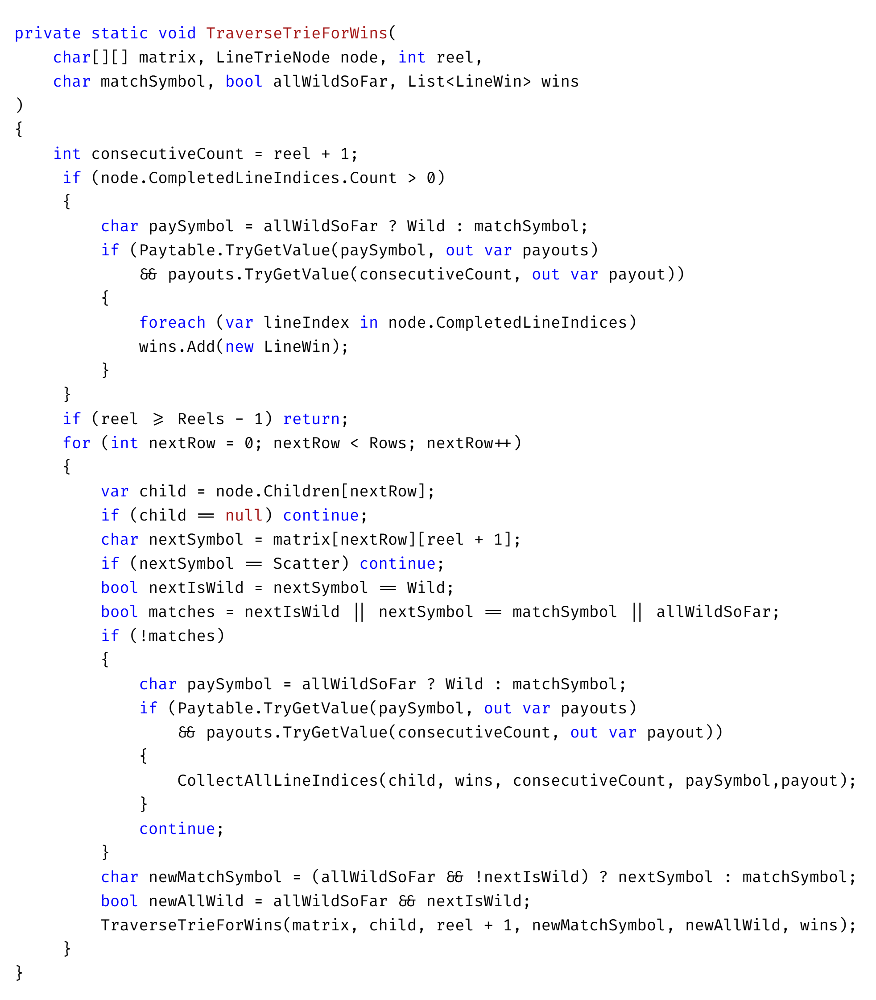 private static void TraverseTrieForWins(
    char[][] matrix, LineTrieNode node, int reel,
    char matchSymbol, bool allWildSoFar, List<LineWin> wins
)
{
    int consecutiveCount = reel + 1;
     if (node.CompletedLineIndices.Count > 0)
     {
         char paySymbol = allWildSoFar ? Wild : matchSymbol;
         if (Paytable.TryGetValue(paySymbol, out var payouts)
             && payouts.TryGetValue(consecutiveCount, out var payout))
         {
             foreach (var lineIndex in node.CompletedLineIndices)
             wins.Add(new LineWin);
         }
     }
     if (reel >= Reels - 1) return;
     for (int nextRow = 0; nextRow < Rows; nextRow++)
     {
         var child = node.Children[nextRow];
         if (child == null) continue;
         char nextSymbol = matrix[nextRow][reel + 1];
         if (nextSymbol == Scatter) continue;
         bool nextIsWild = nextSymbol == Wild;
         bool matches = nextIsWild || nextSymbol == matchSymbol || allWildSoFar;
         if (!matches)
         {
             char paySymbol = allWildSoFar ? Wild : matchSymbol;
             if (Paytable.TryGetValue(paySymbol, out var payouts)
                 && payouts.TryGetValue(consecutiveCount, out var payout))
             {
                 CollectAllLineIndices(child, wins, consecutiveCount, paySymbol,payout);
             }
             continue;
         }
         char newMatchSymbol = (allWildSoFar && !nextIsWild) ? nextSymbol : matchSymbol;
         bool newAllWild = allWildSoFar && nextIsWild;
         TraverseTrieForWins(matrix, child, reel + 1, newMatchSymbol, newAllWild, wins);
     }
}